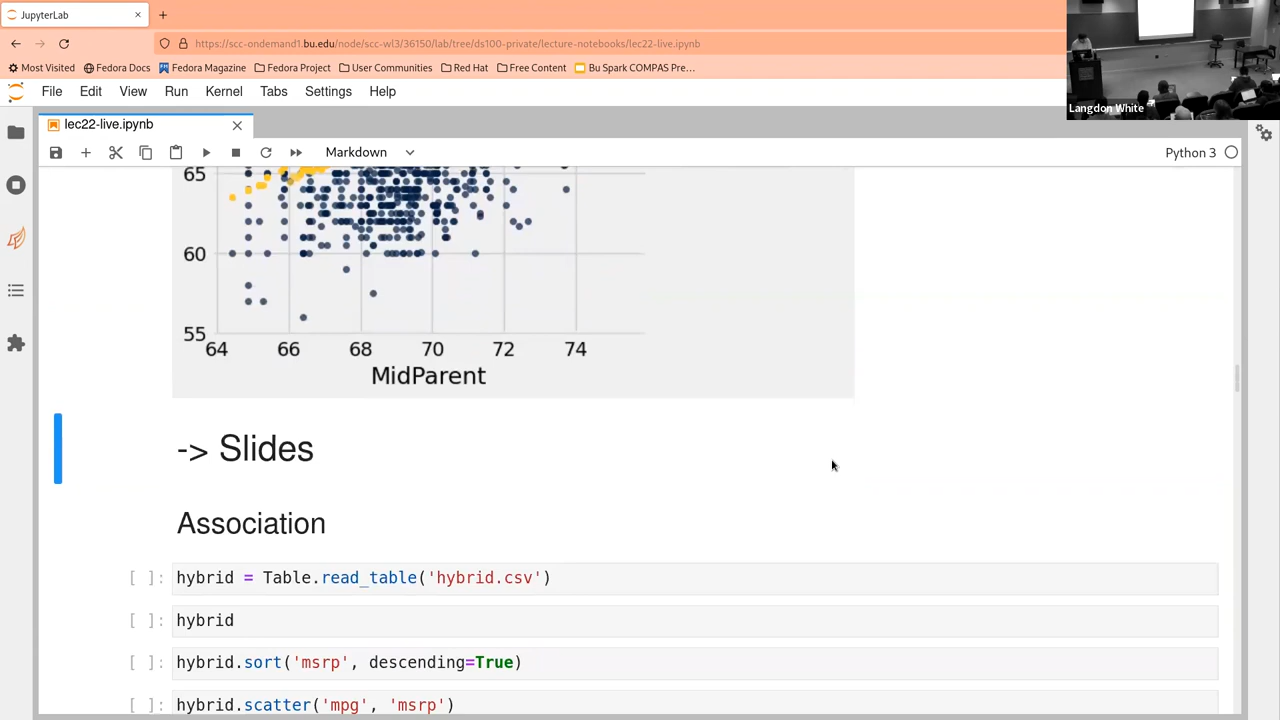 JupyterLab
https://scc-ondemand1.bu.edu/node/scc-wl3/36150/lab/tree/ds100-private/lecture-notebooks/lec22-live.ipynb
Most Visited Fedora Docs Fedora Magazine Fedora Project User Communities Red Hat Free Content Bu Spark COMPAS Pre…
File Edit View Run Kernel Tabs Settings Help
Langdon White
lec22-live.ipynb
Markdown Python 3
65
60
55
64 66 68 70 72 74
MidParent
-> Slides
Association
[ ]: hybrid = Table.read_table('hybrid.csv')
[ ]: hybrid
[ ]: hybrid.sort('msrp', descending=True)
[ ]: hybrid.scatter('mpg', 'msrp')